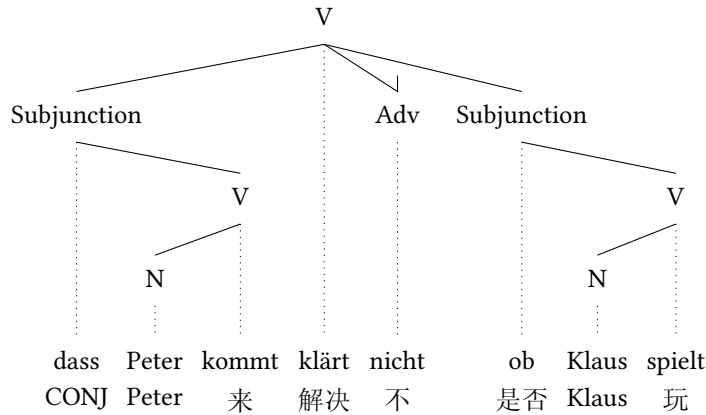 V
Subjunction Adv Subjunction
V V
N N
dass Peter kommt klärt nicht ob Klaus spielt
CONJ Peter 来 解决 不 是否 Klaus 玩